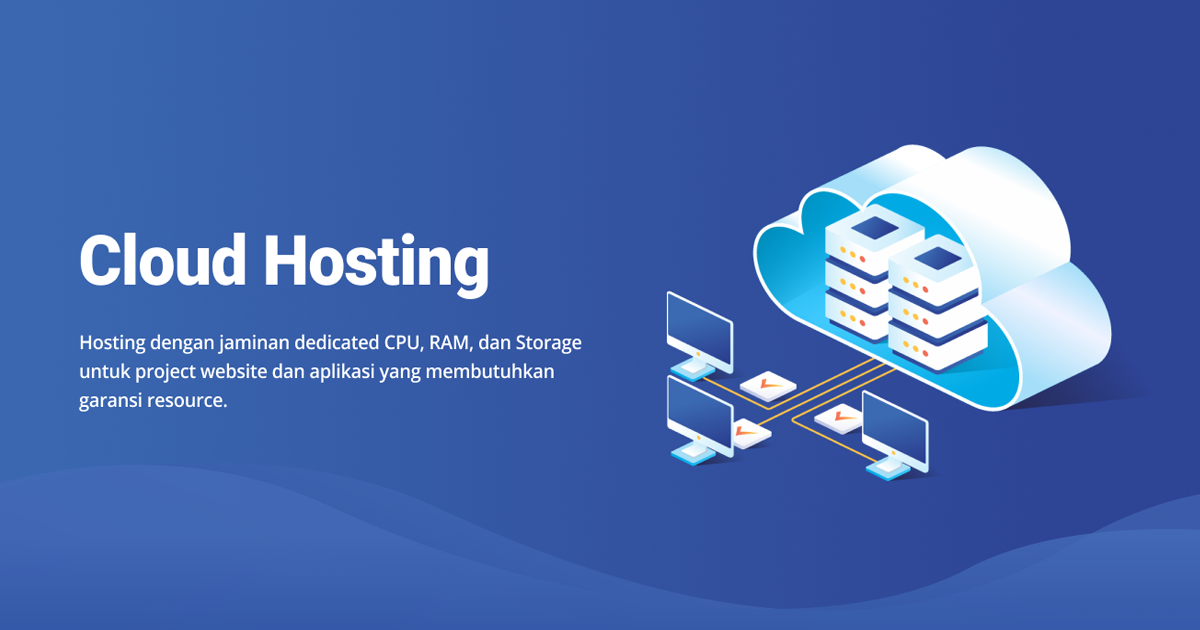 Cloud Hosting
Hosting dengan jaminan dedicated CPU, RAM, dan Storage
untuk project website dan aplikasi yang membutuhkan
garansi resource.